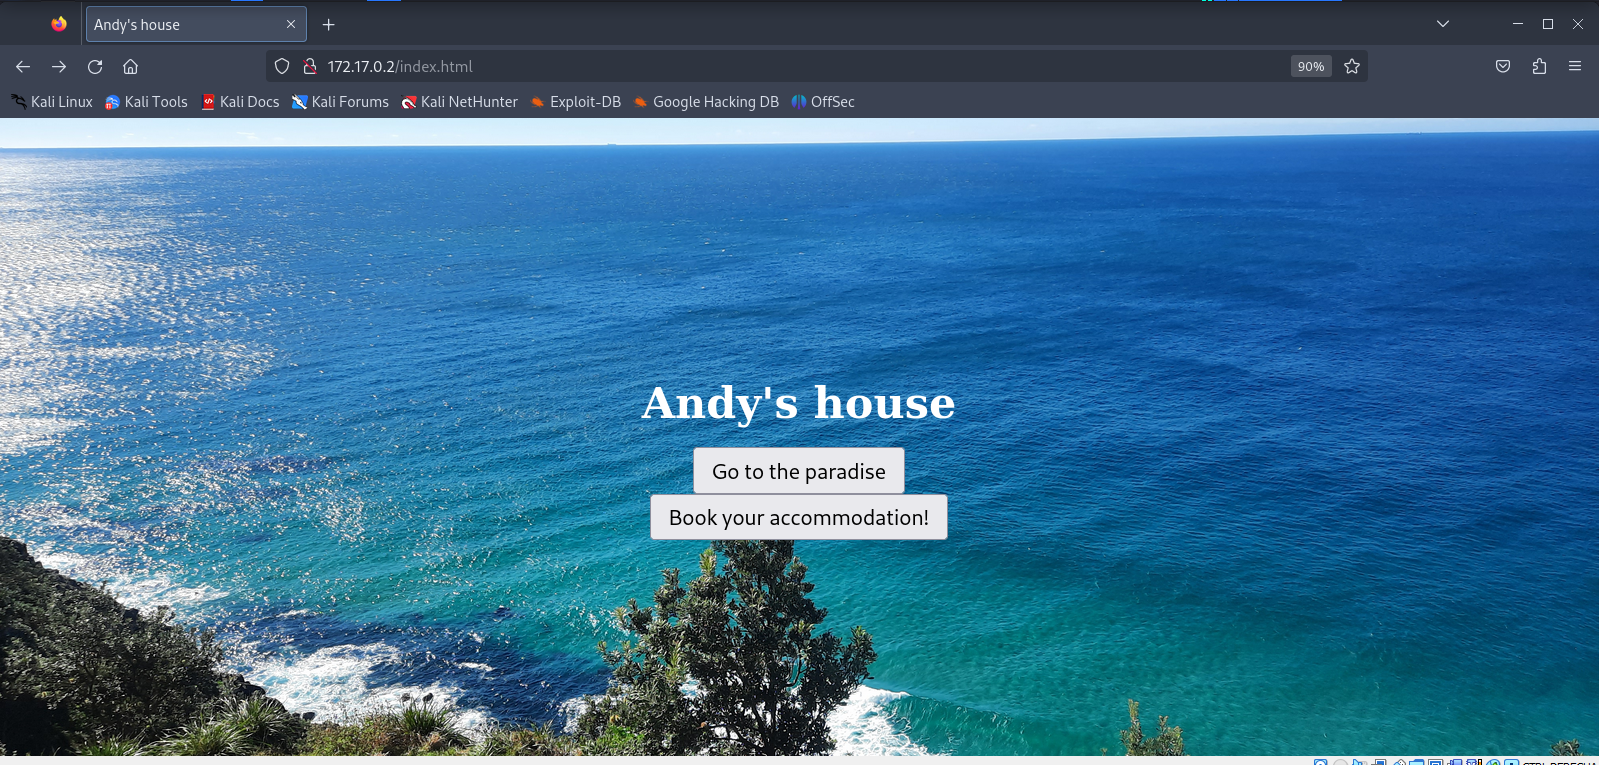 Andy's house
172.17.0.2/index.html
90%
Kali Linux Kali Tools Kali Docs Kali Forums Kali NetHunter Exploit-DB Google Hacking DB OffSec
Andy's house
Go to the paradise
Book your accommodation!